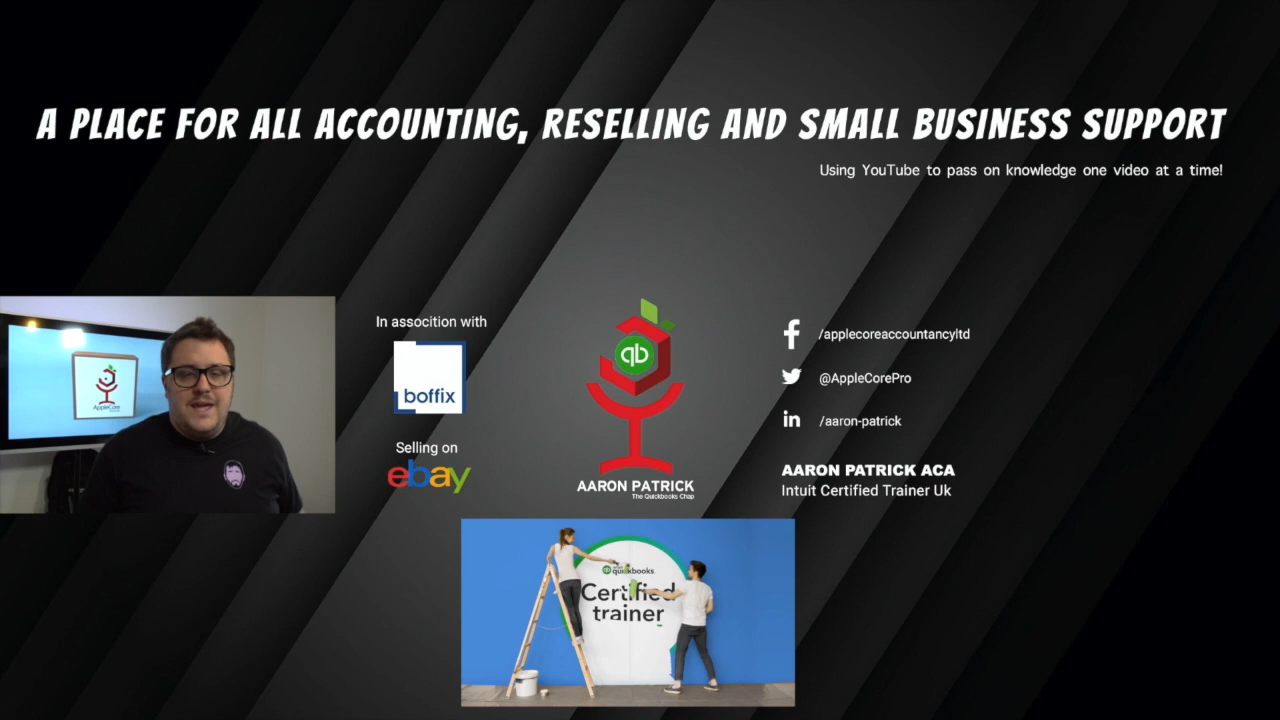 A PLACE FOR ALL ACCOUNTING, RESELLING AND SMALL BUSINESS SUPPORT
Using YouTube to pass on knowledge one video at a time!
AppleCore
In assocition with
boffix
Selling on
ebay
qb
AARON PATRICK
The Quickbooks Chap
/applecoreaccountancyltd
@AppleCorePro
in
/aaron-patrick
AARON PATRICK ACA
Intuit Certified Trainer Uk
quickbooks.
Certified
trainer